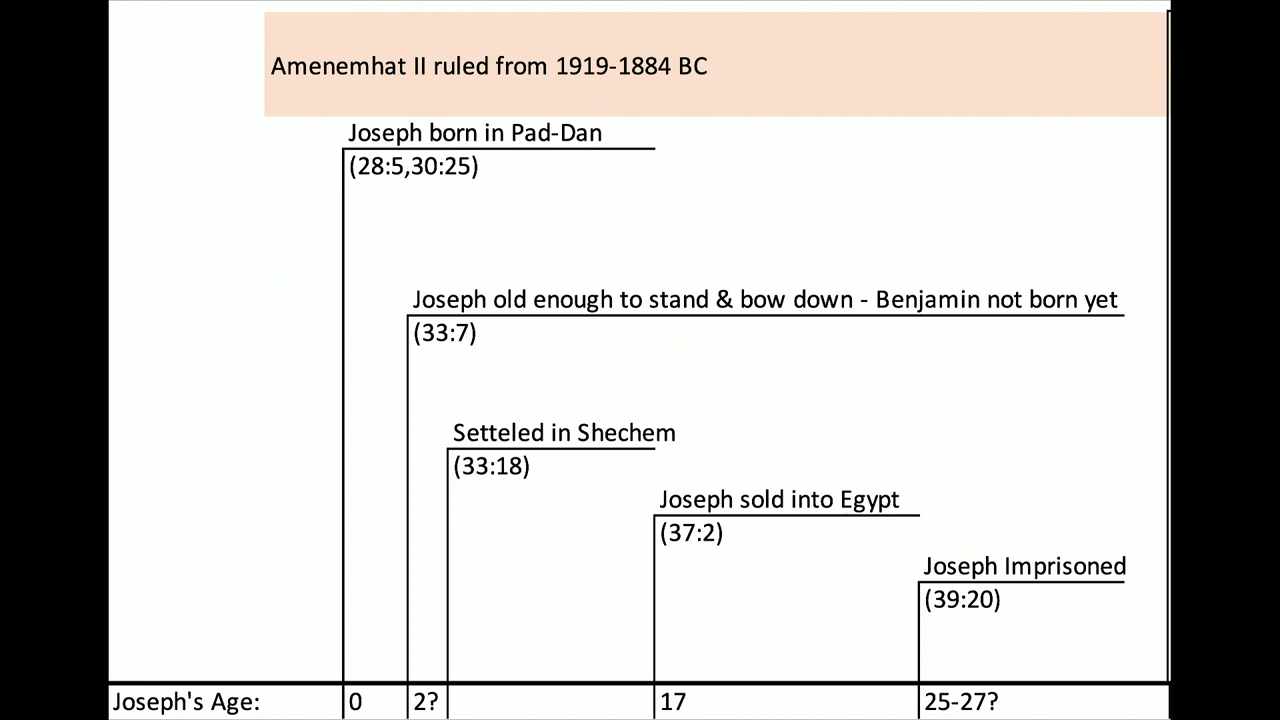 Amenemhat II ruled from 1919-1884 BC
Joseph born in Pad-Dan
(28:5,30:25)
Joseph old enough to stand & bow down - Benjamin not born yet
(33:7)
Setteled in Shechem
(33:18)
Joseph sold into Egypt
(37:2)
Joseph Imprisoned
(39:20)
Joseph's Age: 0 2? 17 25-27?